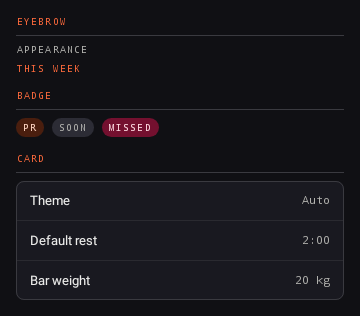 EYEBROW
APPEARANCE
THIS WEEK
BADGE
PR SOON MISSED
CARD
Theme Auto
Default rest 2:00
Bar weight 20 kg